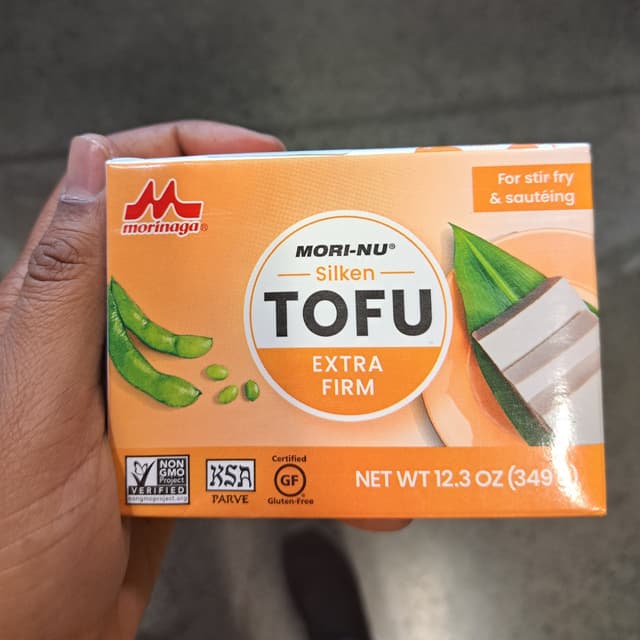 morinaga®
For stir fry
& sautéing
MORI-NU®
Silken
TOFU
EXTRA
FIRM
NON
GMO
Project
VERIFIED
nongmoproject.org
KSA
PARVE
Certified
GF
Gluten-Free
NET WT 12.3 OZ (349